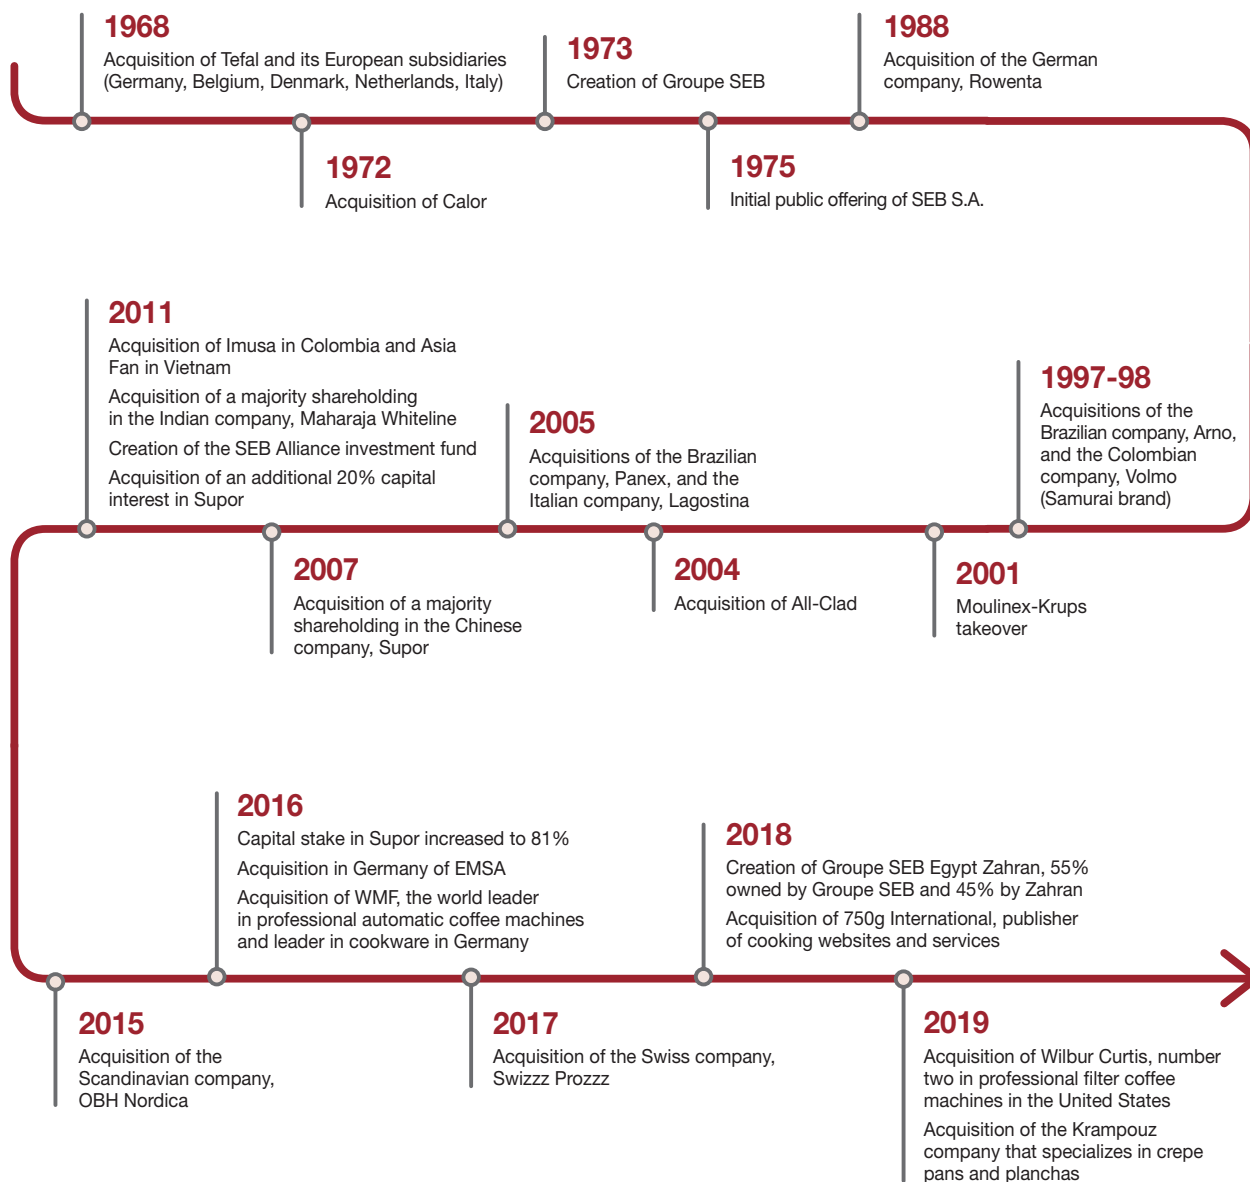 1968
Acquisition of Tefal and its European subsidiaries
(Germany, Belgium, Denmark, Netherlands, Italy)
1972
Acquisition of Calor
1973
Creation of Groupe SEB
1975
Initial public offering of SEB S.A.
1988
Acquisition of the German
company, Rowenta
1997-98
Acquisitions of the
Brazilian company, Arno,
and the Colombian
company, Volmo
(Samurai brand)
2001
Moulinex-Krups
takeover
2004
Acquisition of All-Clad
2005
Acquisitions of the Brazilian
company, Panex, and the
Italian company, Lagostina
2007
Acquisition of a majority
shareholding in the Chinese
company, Supor
2011
Acquisition of Imusa in Colombia and Asia
Fan in Vietnam
Acquisition of a majority shareholding
in the Indian company, Maharaja Whiteline
Creation of the SEB Alliance investment fund
Acquisition of an additional 20% capital
interest in Supor
2015
Acquisition of the
Scandinavian company,
OBH Nordica
2016
Capital stake in Supor increased to 81%
Acquisition in Germany of EMSA
Acquisition of WMF, the world leader
in professional automatic coffee machines
and leader in cookware in Germany
2017
Acquisition of the Swiss company,
Swizzz Prozzz
2018
Creation of Groupe SEB Egypt Zahran, 55%
owned by Groupe SEB and 45% by Zahran
Acquisition of 750g International, publisher
of cooking websites and services
2019
Acquisition of Wilbur Curtis, number
two in professional filter coffee
machines in the United States
Acquisition of the Krampouz
company that specializes in crepe
pans and planchas